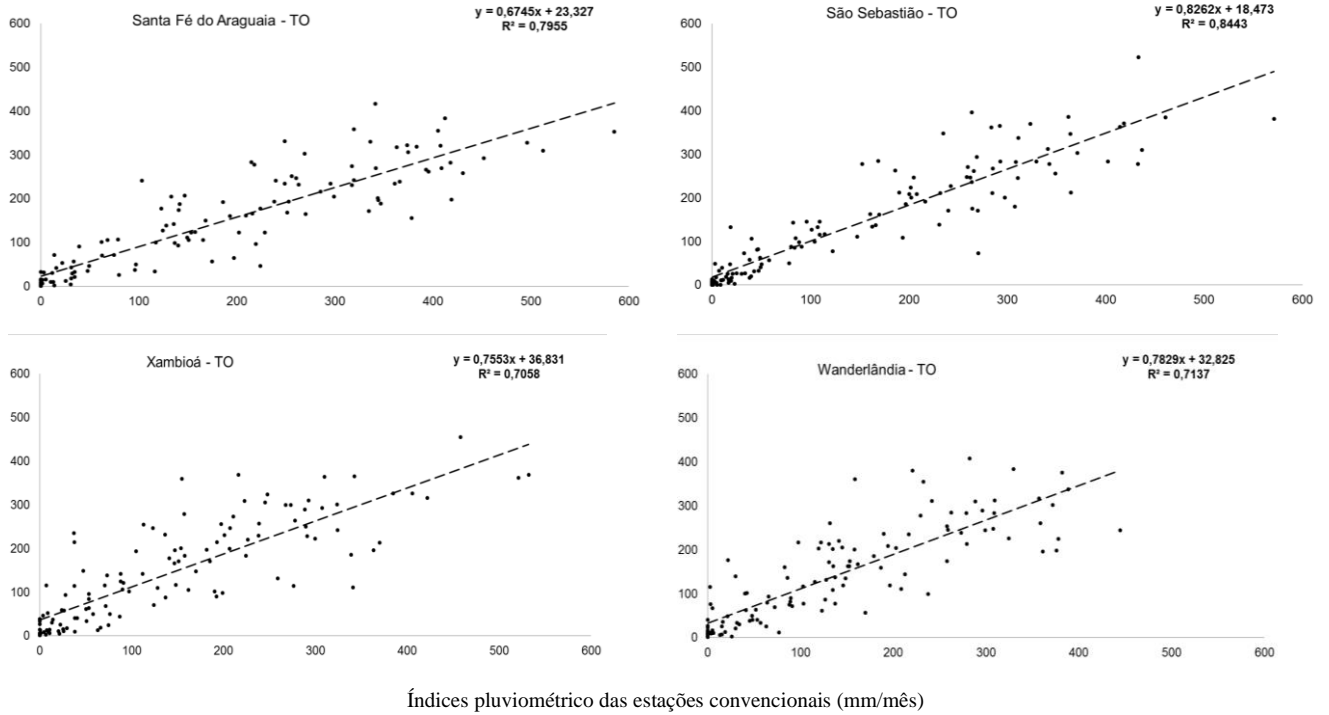 Santa Fé do Araguaia - TO
y = 0,6745x + 23,327
R² = 0,7955
600
500
400
300
200
100
0
0 100 200 300 400 500 600
São Sebastião - TO
y = 0,8262x + 18,473
R² = 0,8443
600
500
400
300
200
100
0
0 100 200 300 400 500 600
Xambioá - TO
y = 0,7553x + 36,831
R² = 0,7058
600
500
400
300
200
100
0
0 100 200 300 400 500 600
Wanderlândia - TO
y = 0,7829x + 32,825
R² = 0,7137
600
500
400
300
200
100
0
0 100 200 300 400 500 600
Índices pluviométrico das estações convencionais (mm/mês)